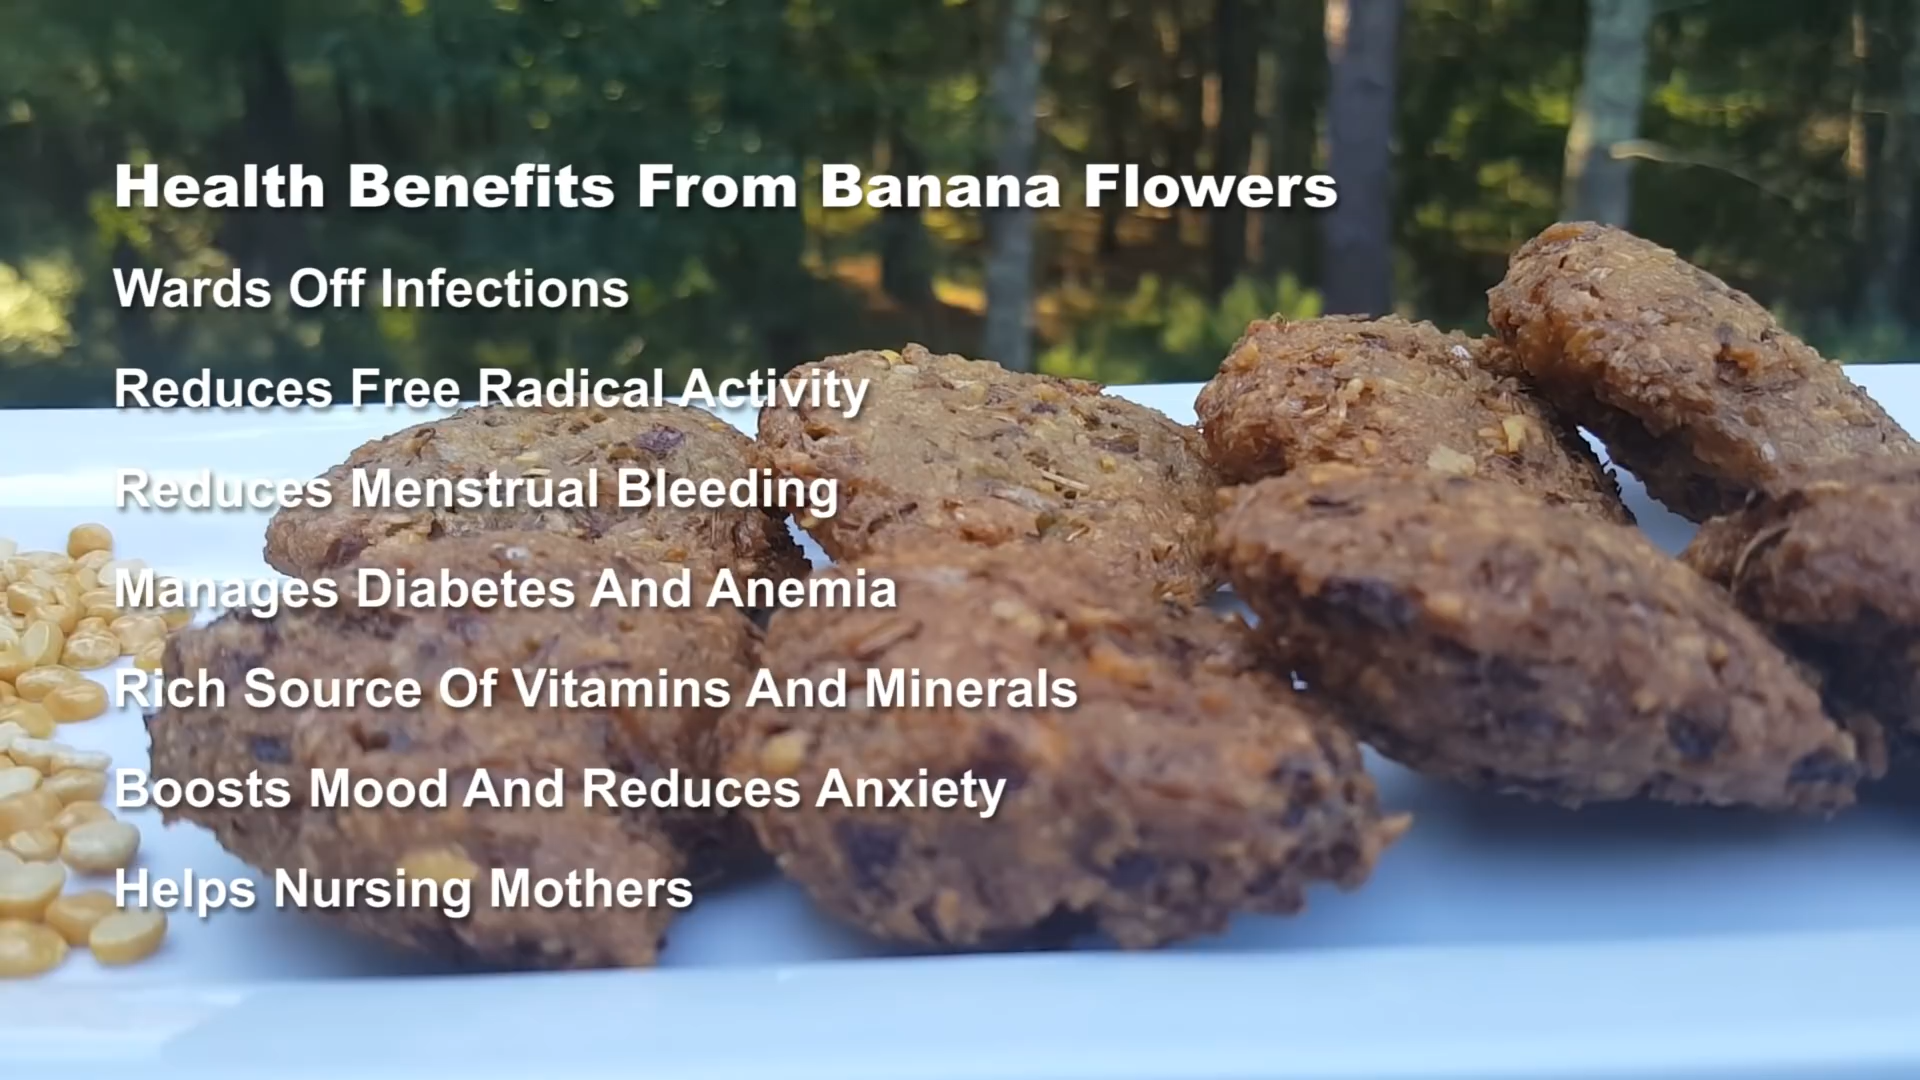 Health Benefits From Banana Flowers
Wards Off Infections
Reduces Free Radical Activity
Reduces Menstrual Bleeding
Manages Diabetes And Anemia
Rich Source Of Vitamins And Minerals
Boosts Mood And Reduces Anxiety
Helps Nursing Mothers